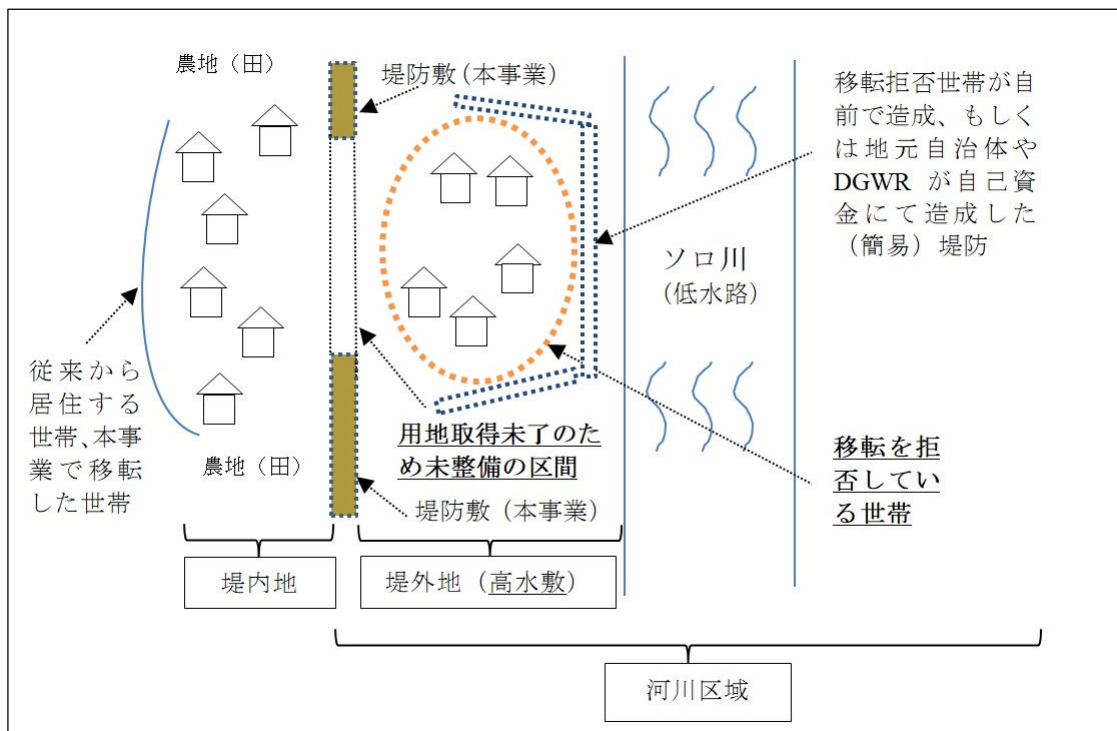 農地（田）
堤防敷（本事業）
移転拒否世帯が自
前で造成、もしく
は地元自治体や
DGWR が自己資
金にて造成した
（簡易）堤防
ソロ川
（低水路）
従来から
居住する
世帯、本事
業で移転
した世帯
用地取得未了のた
め未整備の区間
移転を拒
否してい
る世帯
農地（田）
堤防敷（本事業）
堤内地
堤外地（高水敷）
河川区域